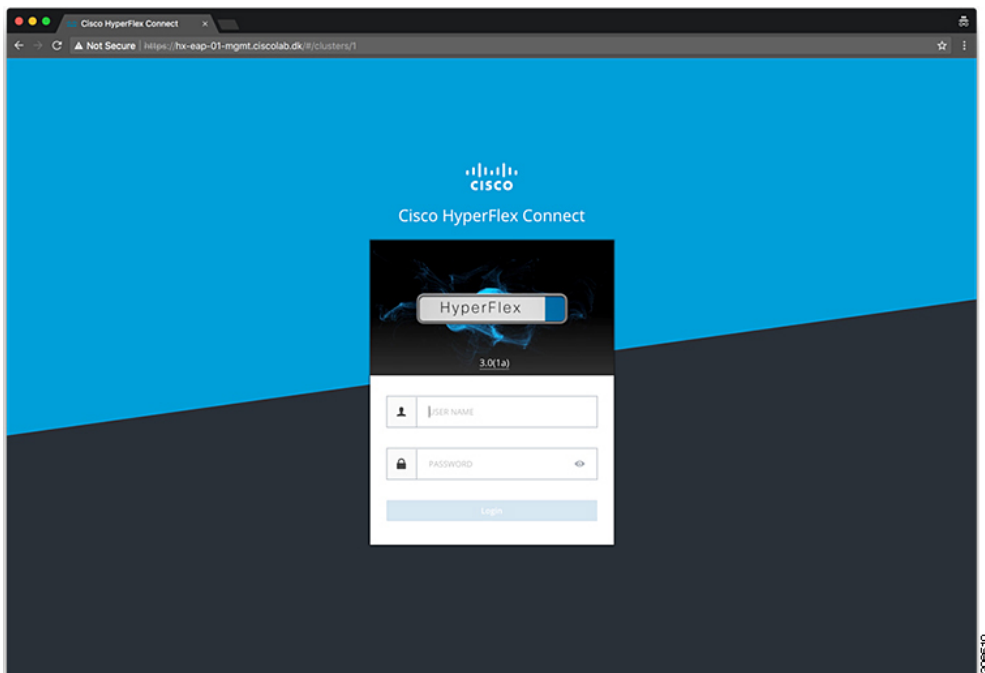 Cisco HyperFlex Connect
Not Secure https://hx-eap-01-mgmt.ciscolab.dk/#/clusters/1
CISCO
Cisco HyperFlex Connect
HyperFlex
3.0(1a)
USER NAME
PASSWORD
Login